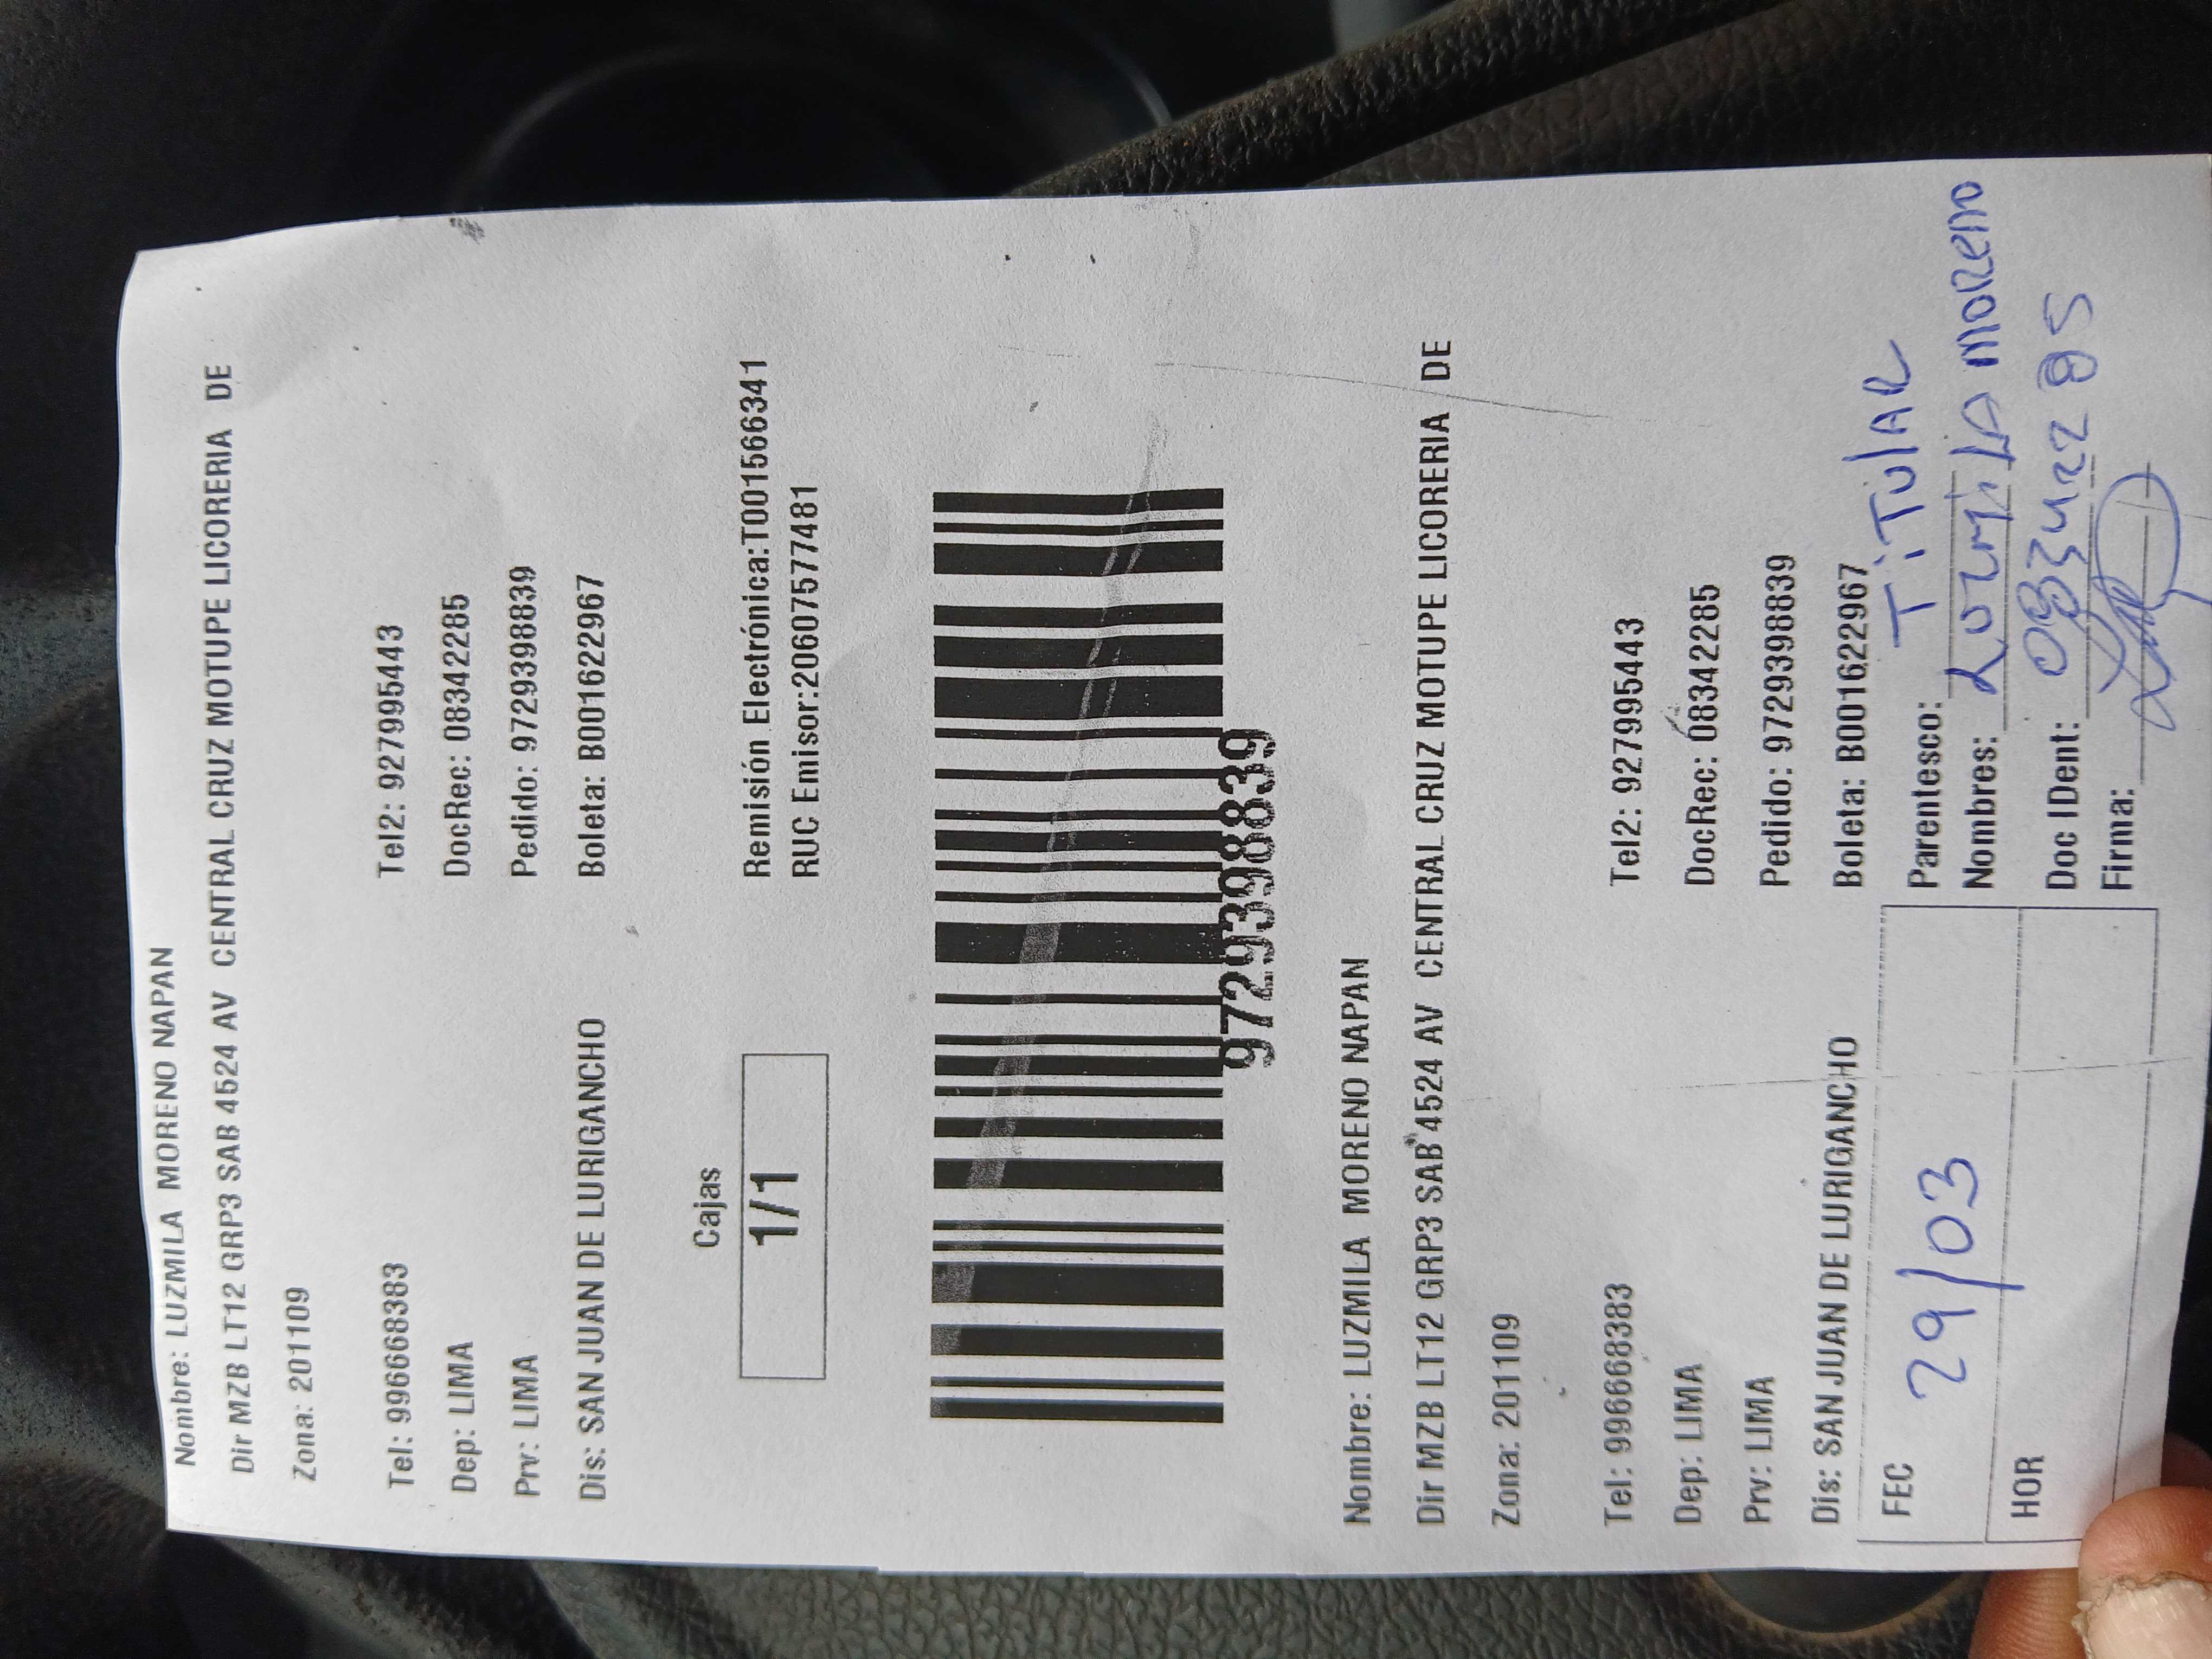 Nombre: LUZMILA MORENO NAPAN
Dir MZB LT12 GRP3 SAB 4524 AV CENTRAL CRUZ MOTUPE LICORERIA DE
Zona: 201109
Tel: 996668383 Tel2: 927995443
Dep: LIMA DocRec: 08342285
Prv: LIMA Pedido: 9729398839
Dis: SAN JUAN DE LURIGANCHO Boleta: B001622967
Cajas
1/1
Remisión Electrónica:T001566341
RUC Emisor:20607577481
9729398839
Nombre: LUZMILA MORENO NAPAN
Dir MZB LT12 GRP3 SAB 4524 AV CENTRAL CRUZ MOTUPE LICORERIA DE
Zona: 201109
Tel: 996668383 Tel2: 927995443
Dep: LIMA DocRec: 08342285
Prv: LIMA Pedido: 9729398839
Dis: SAN JUAN DE LURIGANCHO Boleta: B001622967
FEC 29/03
HOR
Parentesco: TiTulAR
Nombres: Luzmila moreno
Doc IDent: 08342285
Firma: